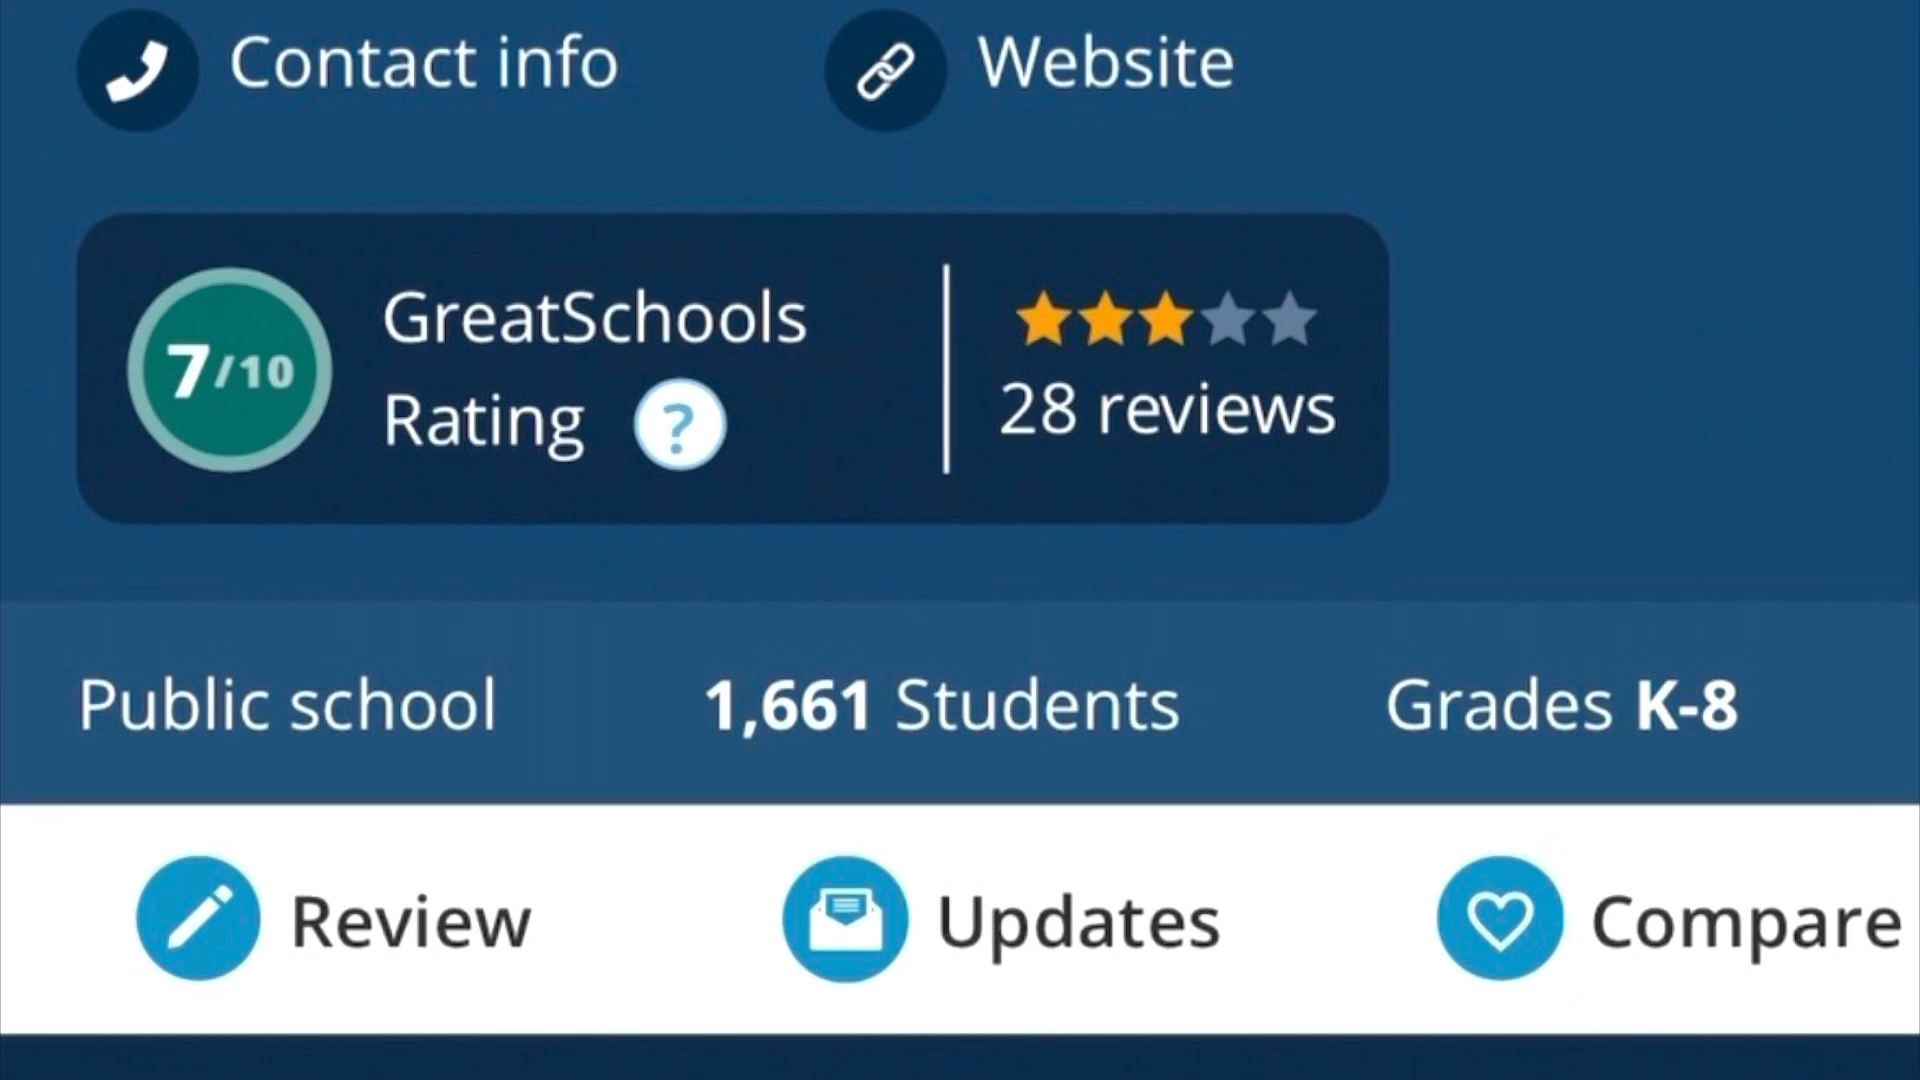 Contact info
Website
7/10
GreatSchools
Rating ?
28 reviews
Public school
1,661 Students
Grades K-8
Review
Updates
Compare